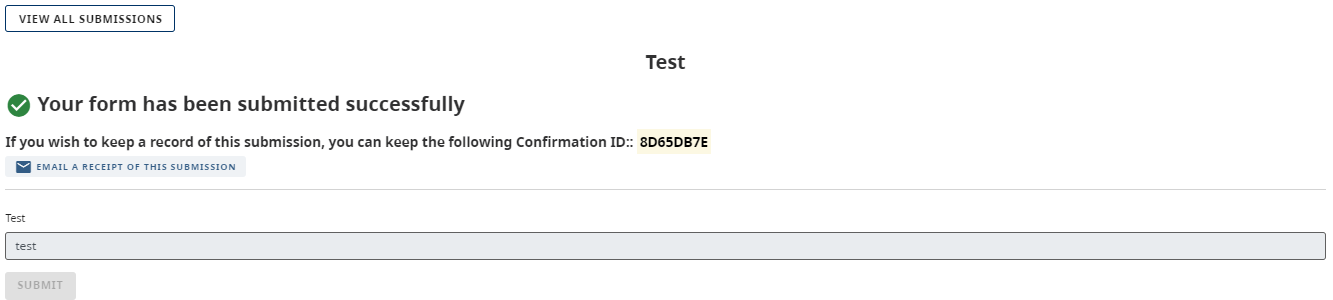 VIEW ALL SUBMISSIONS
Test
Your form has been submitted successfully
If you wish to keep a record of this submission, you can keep the following Confirmation ID:: 8D65DB7E
EMAIL A RECEIPT OF THIS SUBMISSION
Test
test
SUBMIT